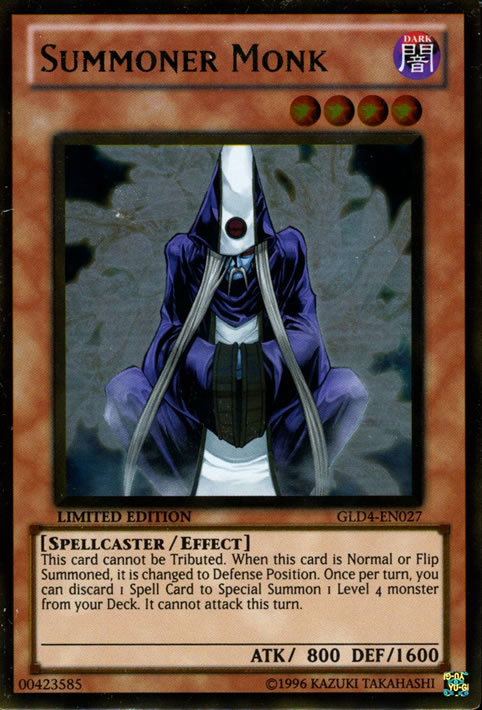 SUMMONER MONK
DARK
闇
LIMITED EDITION
GLD4-EN027
[SPELLCASTER / EFFECT]
This card cannot be Tributed. When this card is Normal or Flip
Summoned, it is changed to Defense Position. Once per turn, you
can discard 1 Spell Card to Special Summon 1 Level 4 monster
from your Deck. It cannot attack this turn.
ATK/ 800 DEF/1600
00423585
©1996 KAZUKI TAKAHASHI